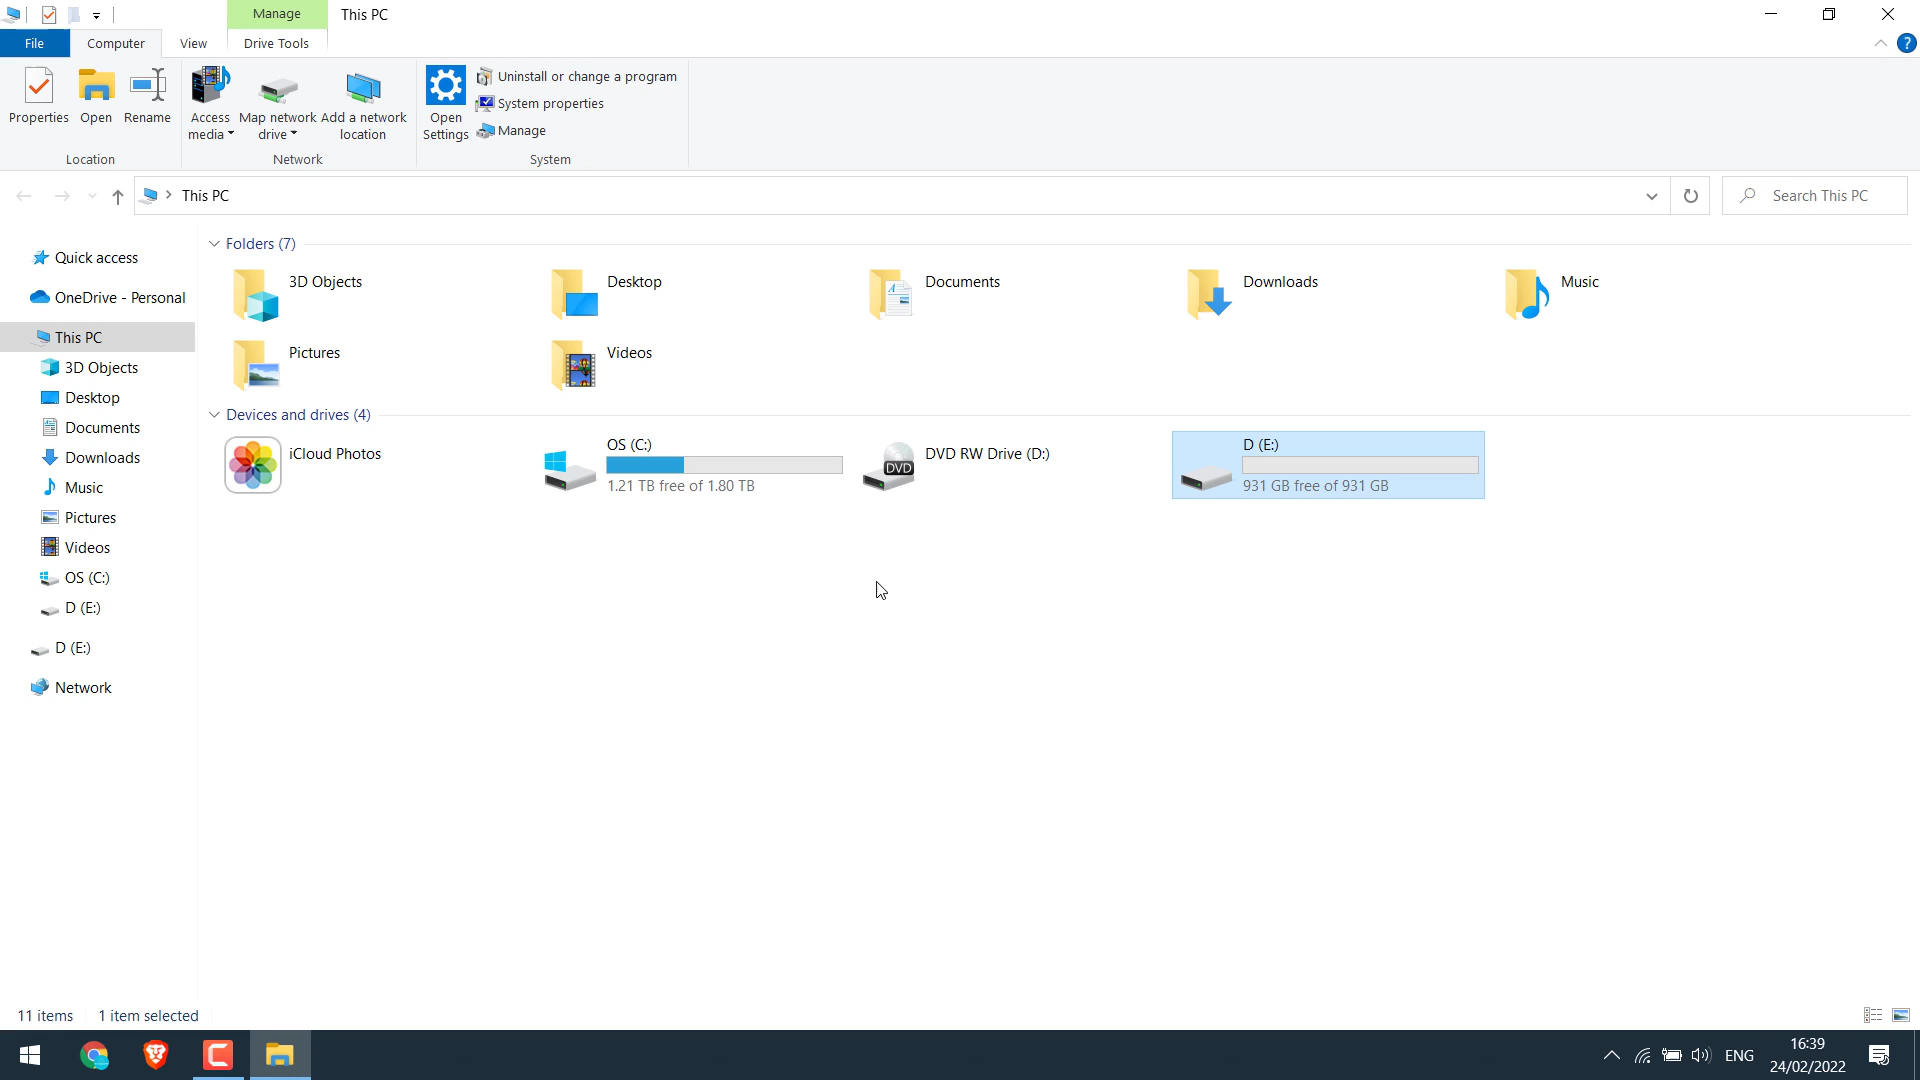 Manage
This PC
File
Computer
View
Drive Tools
Properties
Open
Rename
Access media
Map network drive
Add a network location
Open Settings
Uninstall or change a program
System properties
Manage
Location
Network
System
This PC
Search This PC
Quick access
OneDrive - Personal
This PC
3D Objects
Desktop
Documents
Downloads
Music
Pictures
Videos
OS (C:)
D (E:)
D (E:)
Network
Folders (7)
3D Objects
Desktop
Documents
Downloads
Music
Pictures
Videos
Devices and drives (4)
iCloud Photos
OS (C:)
1.21 TB free of 1.80 TB
DVD
DVD RW Drive (D:)
D (E:)
931 GB free of 931 GB
11 items
1 item selected
ENG
16:39
24/02/2022